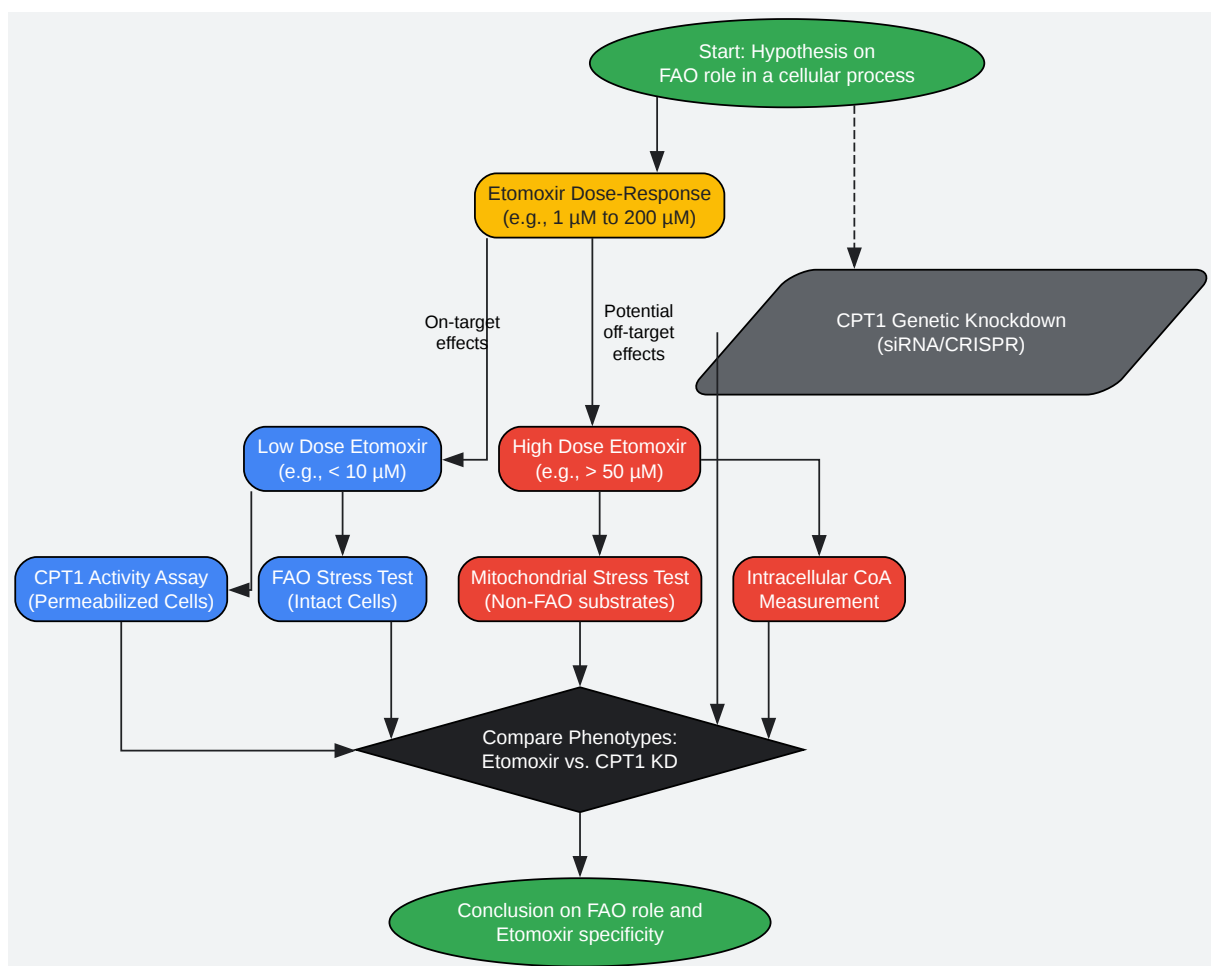 Start: Hypothesis on
FAO role in a cellular process
Etomoxir Dose-Response
(e.g., 1 µM to 200 µM)
On-target
effects
Potential
off-target
effects
CPT1 Genetic Knockdown
(siRNA/CRISPR)
Low Dose Etomoxir
(e.g., < 10 µM)
High Dose Etomoxir
(e.g., > 50 µM)
CPT1 Activity Assay
(Permeabilized Cells)
FAO Stress Test
(Intact Cells)
Mitochondrial Stress Test
(Non-FAO substrates)
Intracellular CoA
Measurement
Compare Phenotypes:
Etomoxir vs. CPT1 KD
Conclusion on FAO role and
Etomoxir specificity